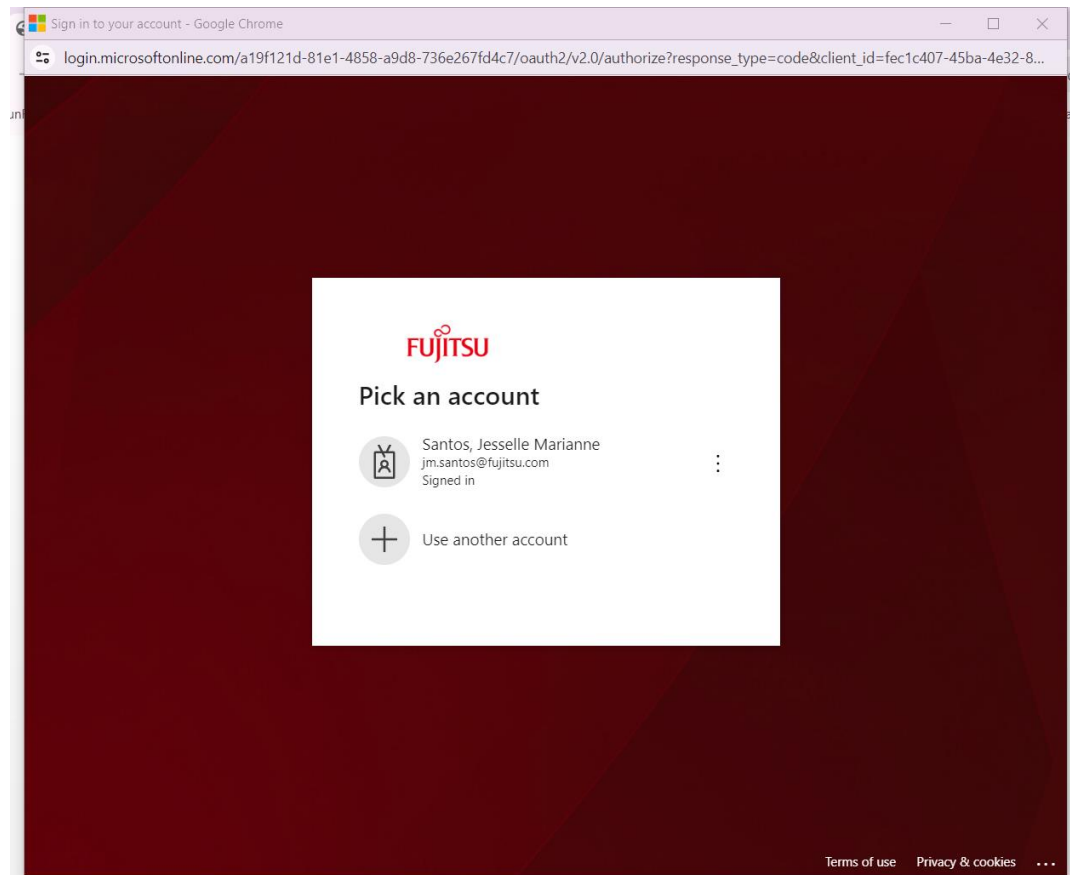 Sign in to your account - Google Chrome
login.microsoftonline.com/a19f121d-81e1-4858-a9d8-736e267fd4c7/oauth2/v2.0/authorize?response_type=code&client_id=fec1c407-45ba-4e32-8...
FUJITSU
Pick an account
Santos, Jesselle Marianne
jm.santos@fujitsu.com
Signed in
Use another account
Terms of use Privacy & cookies ...